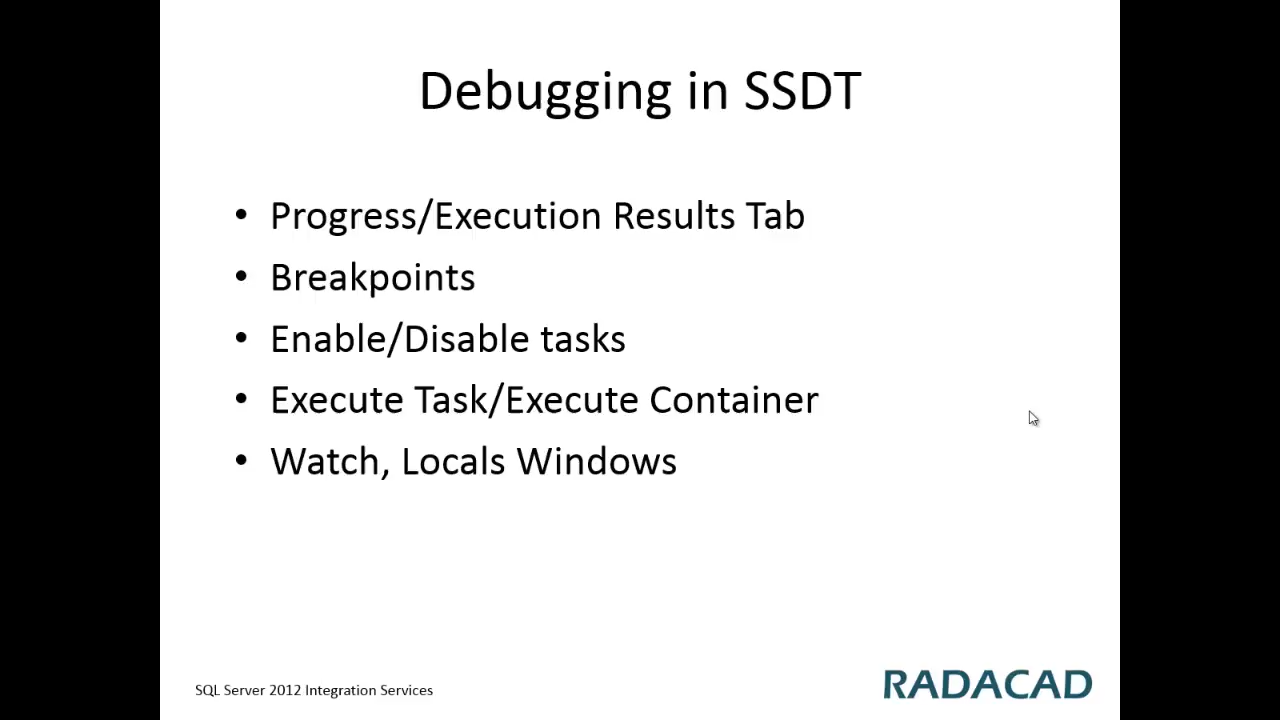 Debugging in SSDT
• Progress/Execution Results Tab
• Breakpoints
• Enable/Disable tasks
• Execute Task/Execute Container
• Watch, Locals Windows
SQL Server 2012 Integration Services
RADACAD